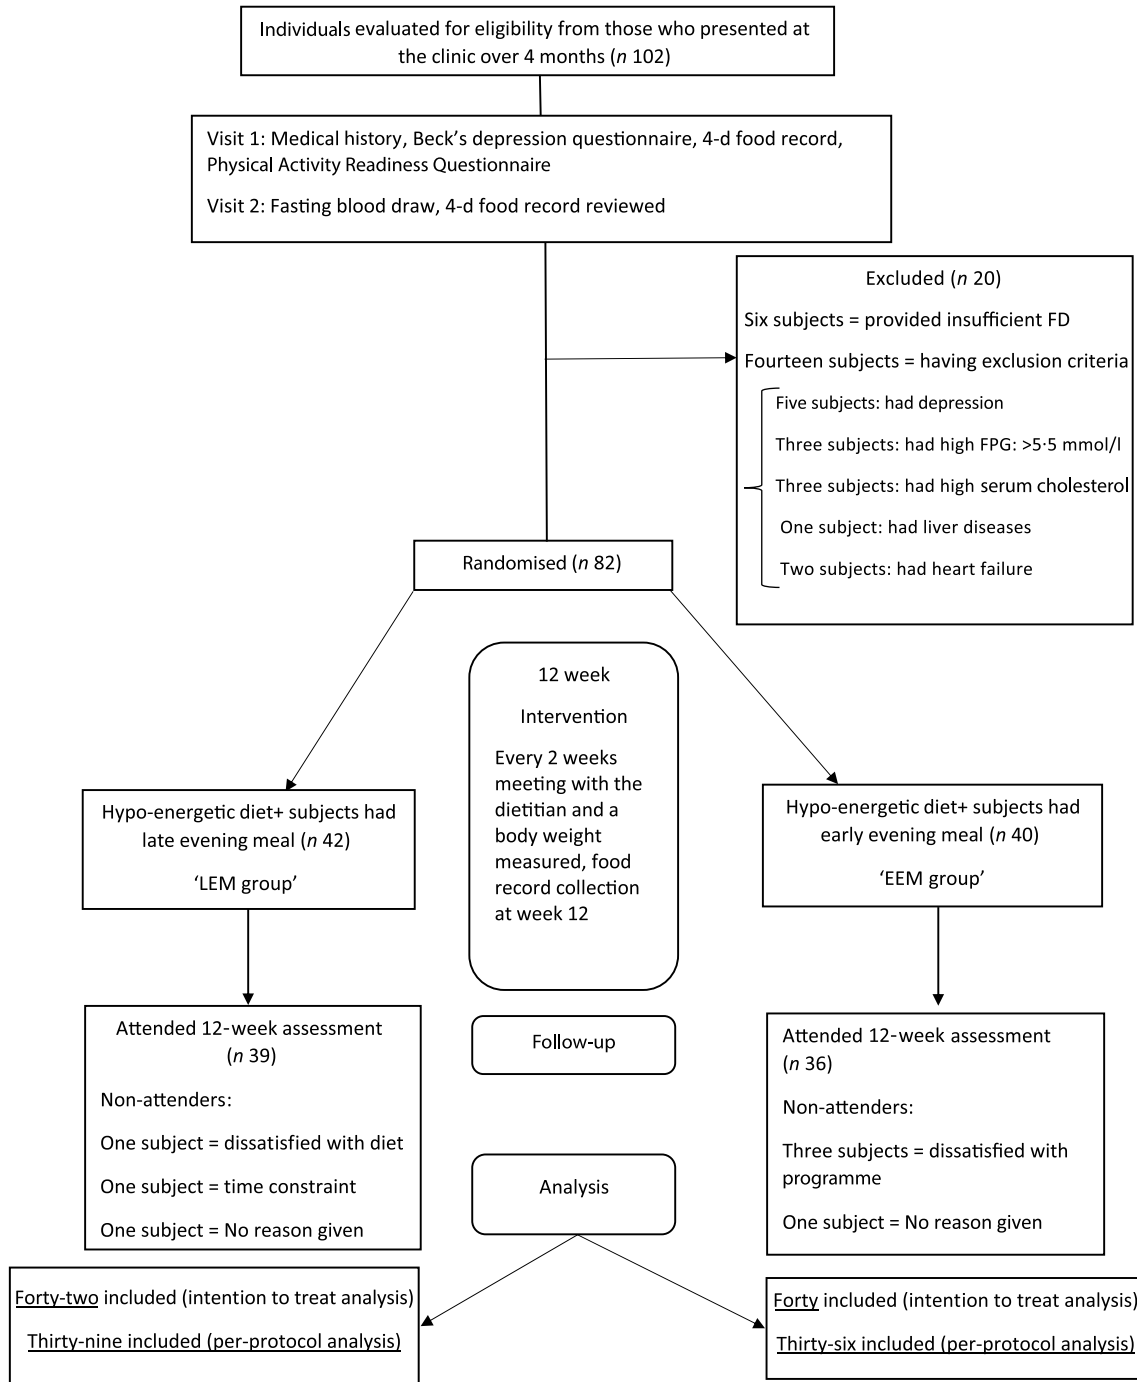 Individuals evaluated for eligibility from those who presented at
the clinic over 4 months (n 102)
Visit 1: Medical history, Beck's depression questionnaire, 4-d food record,
Physical Activity Readiness Questionnaire
Visit 2: Fasting blood draw, 4-d food record reviewed
Excluded (n 20)
Six subjects = provided insufficient FD
Fourteen subjects = having exclusion criteria
Five subjects: had depression
Three subjects: had high FPG: >5·5 mmol/l
Three subjects: had high serum cholesterol
One subject: had liver diseases
Two subjects: had heart failure
Randomised (n 82)
12 week
Intervention
Every 2 weeks
meeting with the
dietitian and a
body weight
measured, food
record collection
at week 12
Hypo-energetic diet+ subjects had
late evening meal (n 42)
'LEM group'
Hypo-energetic diet+ subjects had
early evening meal (n 40)
'EEM group'
Attended 12-week assessment
(n 39)
Non-attenders:
One subject = dissatisfied with diet
One subject = time constraint
One subject = No reason given
Follow-up
Attended 12-week assessment
(n 36)
Non-attenders:
Three subjects = dissatisfied with
programme
One subject = No reason given
Analysis
Forty-two included (intention to treat analysis)
Thirty-nine included (per-protocol analysis)
Forty included (intention to treat analysis)
Thirty-six included (per-protocol analysis)